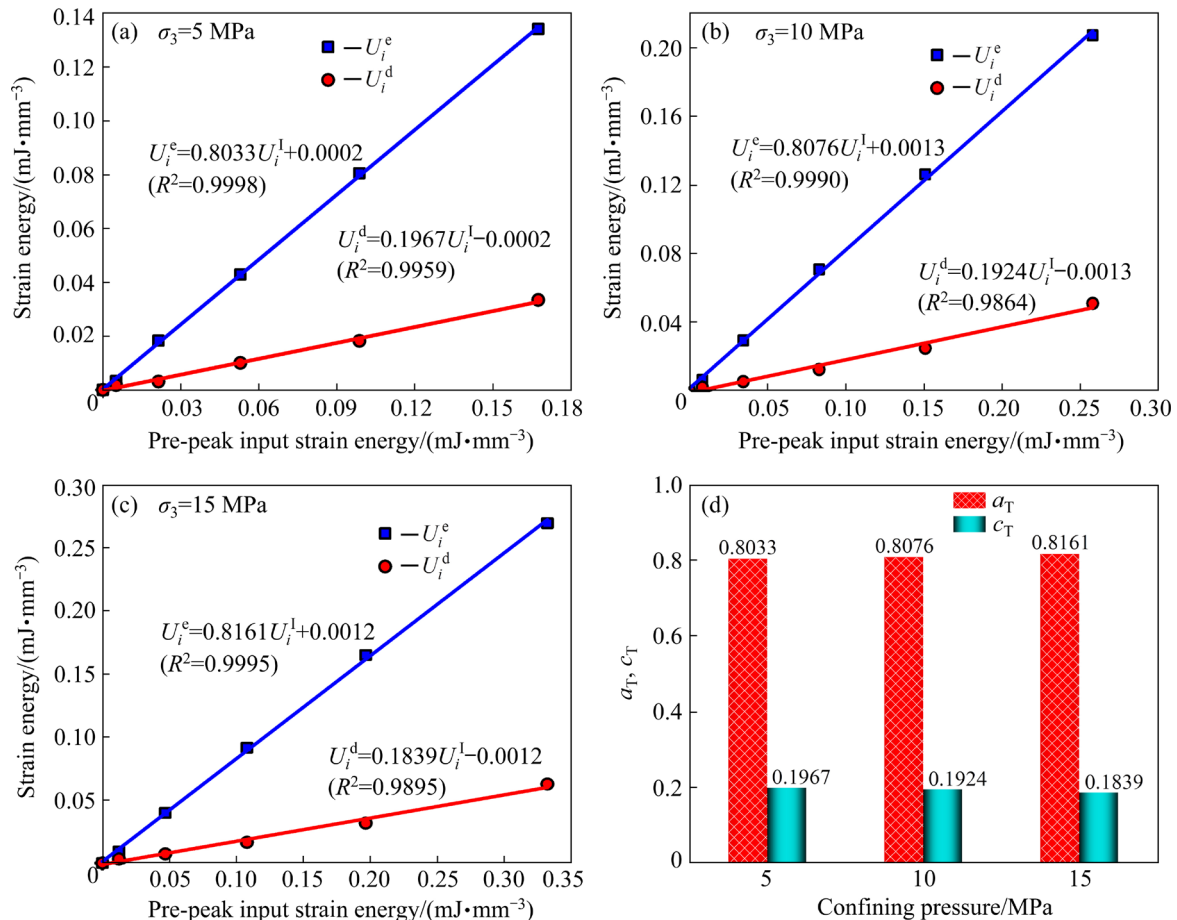 (a) σ₃=5 MPa
0.14
0.12
0.10
0.08
0.06
0.04
0.02
0
Strain energy/(mJ•mm⁻³)
–Uᵢᵉ
–Uᵢᵈ
Uᵢᵉ=0.8033Uᵢᴵ+0.0002
(R²=0.9998)
Uᵢᵈ=0.1967Uᵢᴵ−0.0002
(R²=0.9959)
0.03 0.06 0.09 0.12 0.15 0.18
Pre-peak input strain energy/(mJ•mm⁻³)
(b) σ₃=10 MPa
0.20
0.16
0.12
0.08
0.04
0
Strain energy/(mJ•mm⁻³)
–Uᵢᵉ
–Uᵢᵈ
Uᵢᵉ=0.8076Uᵢᴵ+0.0013
(R²=0.9990)
Uᵢᵈ=0.1924Uᵢᴵ−0.0013
(R²=0.9864)
0.05 0.10 0.15 0.20 0.25 0.30
Pre-peak input strain energy/(mJ•mm⁻³)
(c) σ₃=15 MPa
0.30
0.25
0.20
0.15
0.10
0.05
0
Strain energy/(mJ•mm⁻³)
–Uᵢᵉ
–Uᵢᵈ
Uᵢᵉ=0.8161Uᵢᴵ+0.0012
(R²=0.9995)
Uᵢᵈ=0.1839Uᵢᴵ−0.0012
(R²=0.9895)
0.05 0.10 0.15 0.20 0.25 0.30 0.35
Pre-peak input strain energy/(mJ•mm⁻³)
(d)
1.0
0.8
0.6
0.4
0.2
0
a_T, c_T
a_T
c_T
0.8033 0.8076 0.8161
0.1967 0.1924 0.1839
5 10 15
Confining pressure/MPa